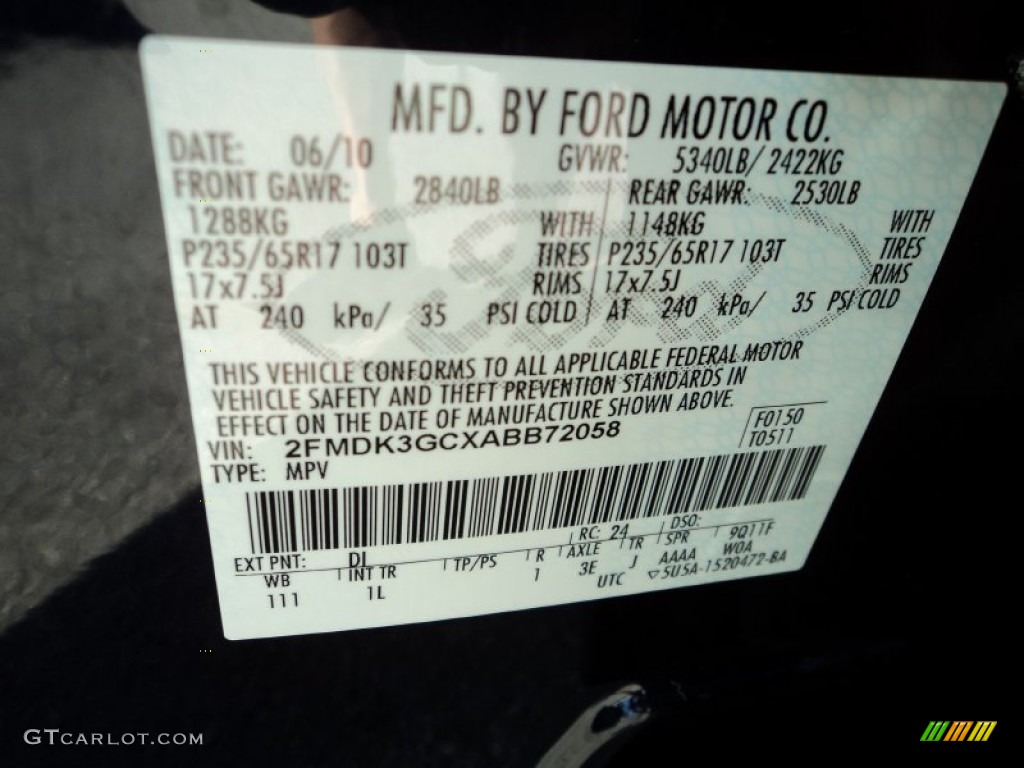 MFD. BY FORD MOTOR CO.
DATE: 06/10 GVWR: 5340LB/ 2422KG
FRONT GAWR: 2840LB REAR GAWR: 2530LB
1288KG WITH 1148KG WITH
P235/65R17 103T TIRES P235/65R17 103T TIRES
17x7.5J RIMS 17x7.5J RIMS
AT 240 kPa/ 35 PSI COLD AT 240 kPa/ 35 PSI COLD
THIS VEHICLE CONFORMS TO ALL APPLICABLE FEDERAL MOTOR
VEHICLE SAFETY AND THEFT PREVENTION STANDARDS IN
EFFECT ON THE DATE OF MANUFACTURE SHOWN ABOVE.
VIN: 2FMDK3GCXABB72058 F0150
TYPE: MPV T0511
EXT PNT: DL RC: 24 DSO:
WB INT TR TP/PS R AXLE TR SPR 9Q11F
111 1L 1 3E J AAAA WOA
UTC ▽5U5A-1520472-BA
GTCARLOT.COM